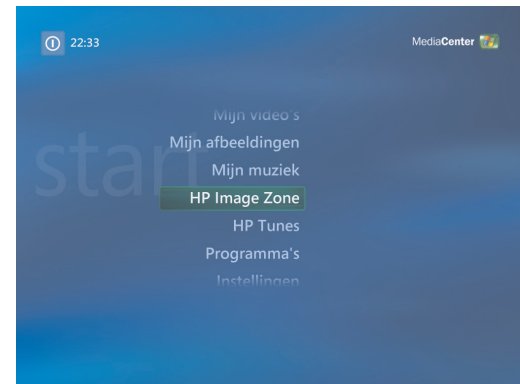 22:33
MediaCenter
start
Mijn video's
Mijn afbeeldingen
Mijn muziek
HP Image Zone
HP Tunes
Programma's
Instellingen